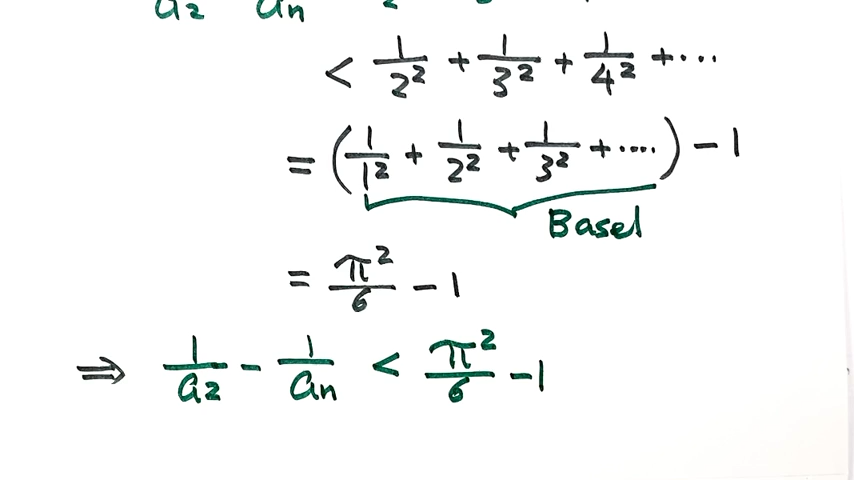 < 1/2² + 1/3² + 1/4² + ...
= (1/1² + 1/2² + 1/3² + ....) - 1
Basel
= π²/6 - 1
⇒ 1/a₂ - 1/aₙ < π²/6 - 1